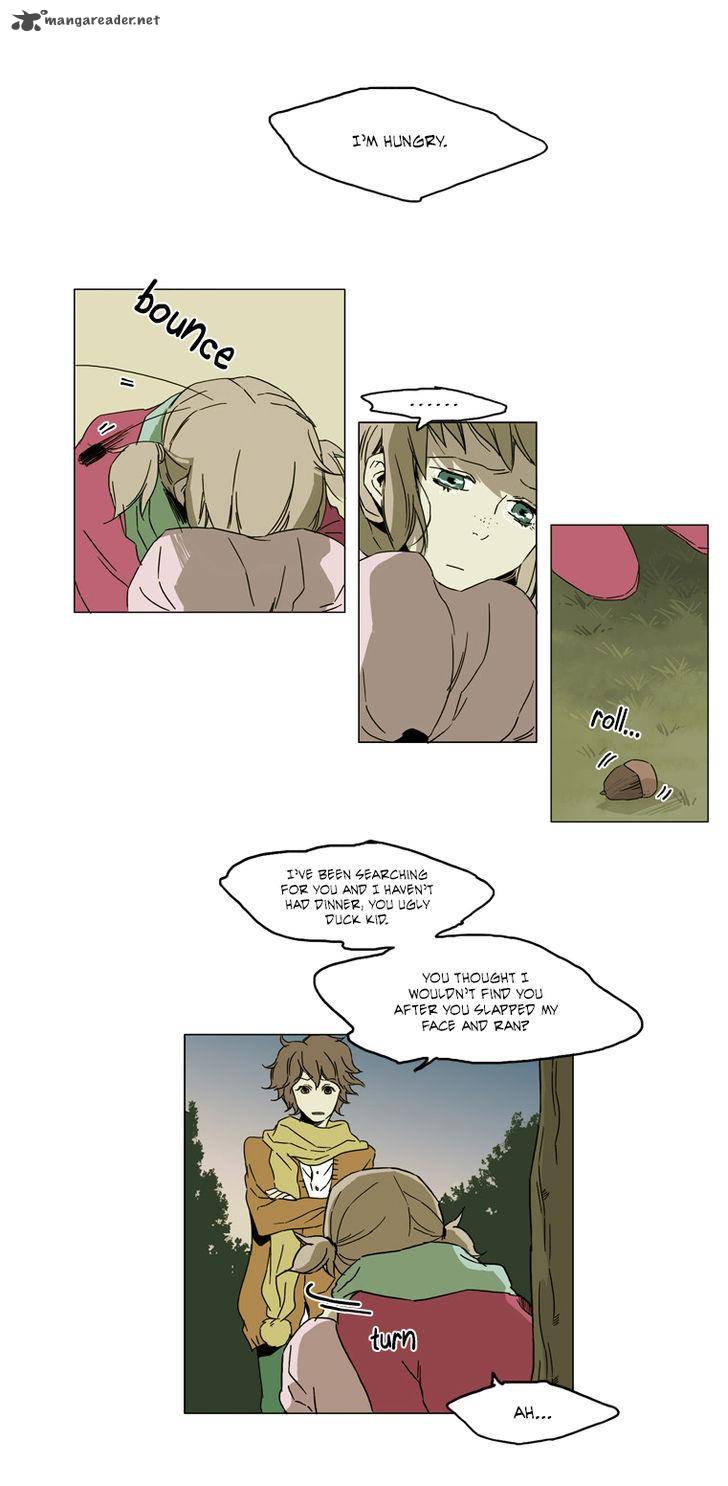 mangareader.net
I'M HUNGRY.
bounce
......
roll...
I'VE BEEN SEARCHING
FOR YOU AND I HAVEN'T
HAD DINNER, YOU UGLY
DUCK KID.
YOU THOUGHT I
WOULDN'T FIND YOU
AFTER YOU SLAPPED MY
FACE AND RAN?
turn
AH...